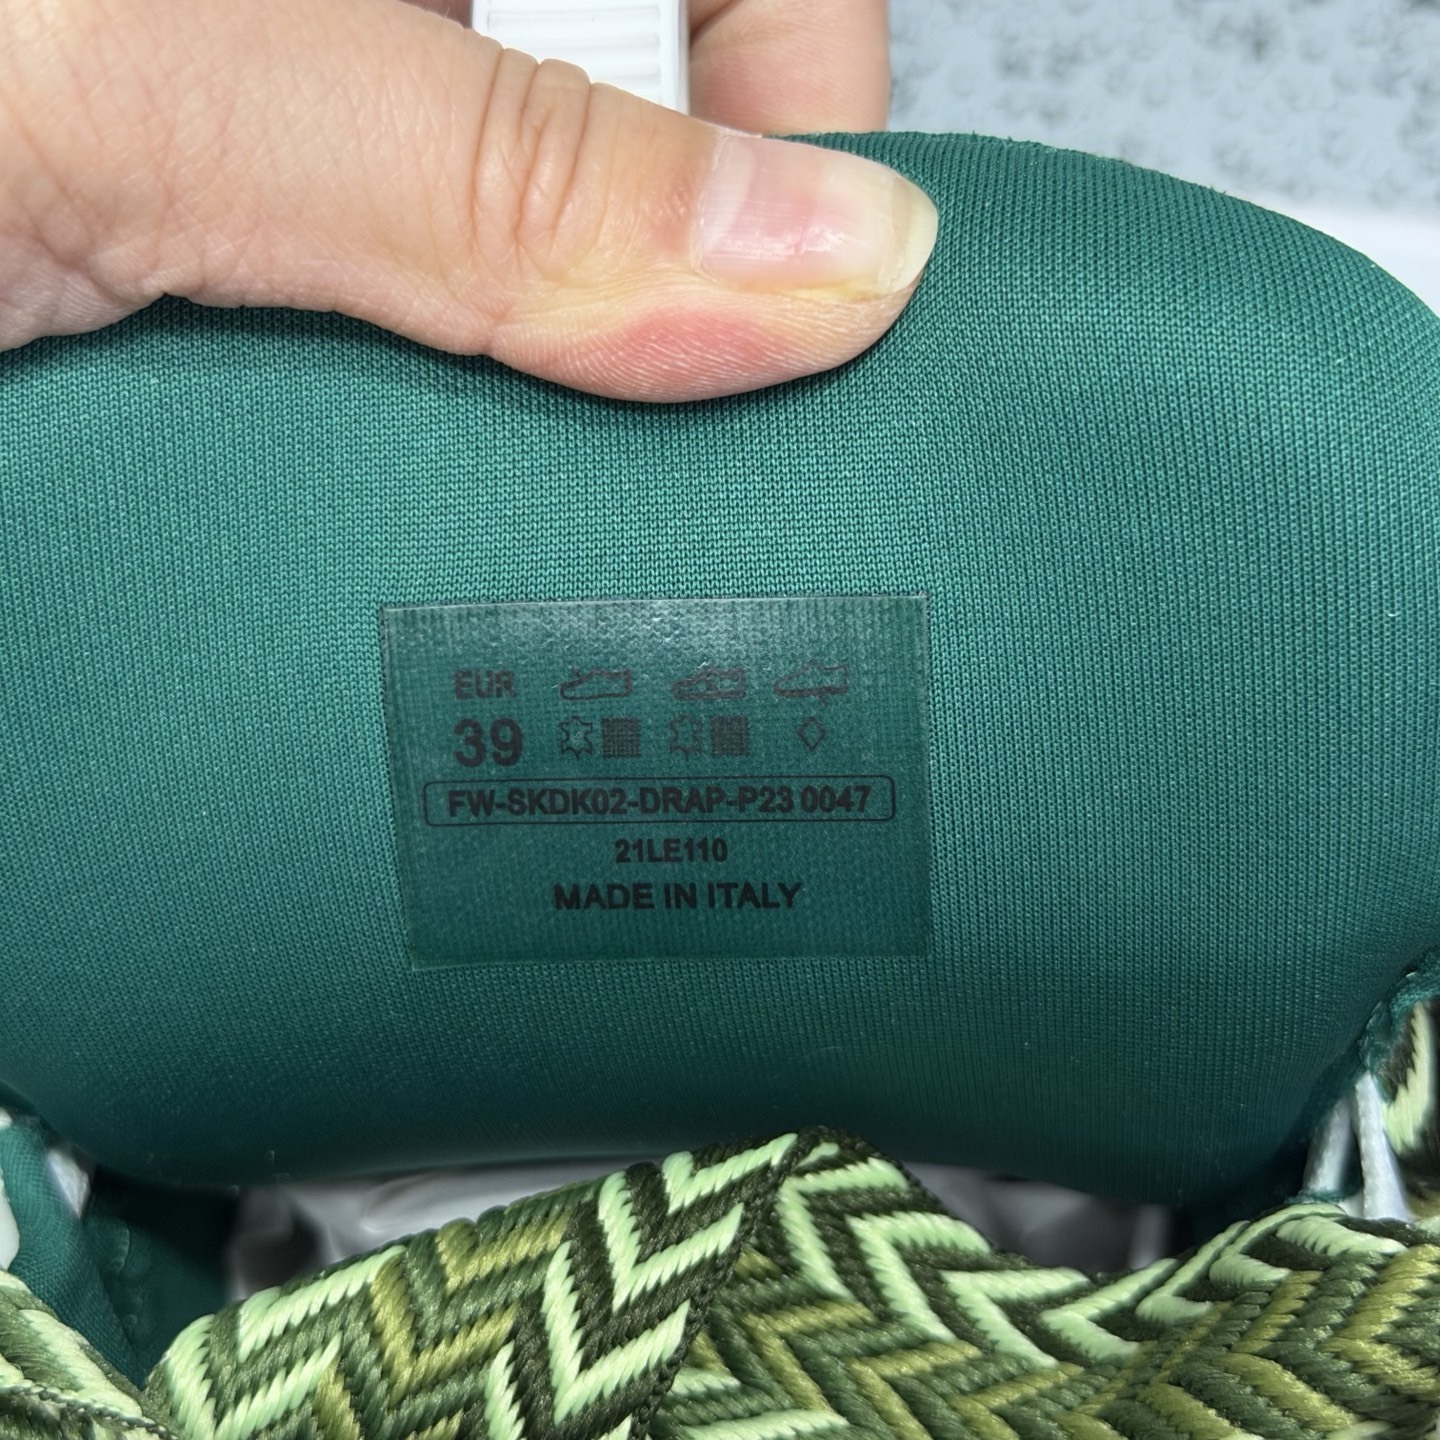 EUR
39
FW-SKDK02-DRAP-P23 0047
21LE110
MADE IN ITALY